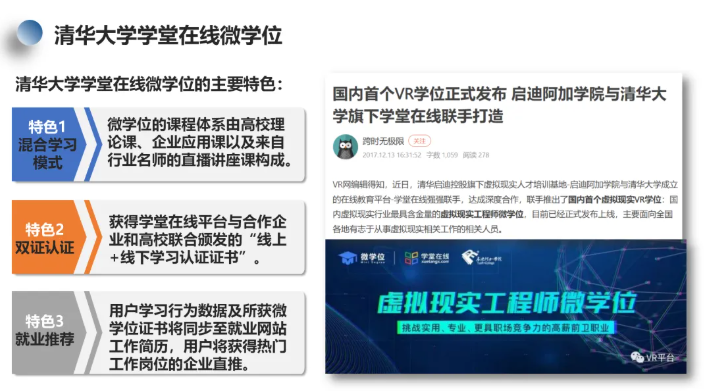 清华大学学堂在线微学位
清华大学学堂在线微学位的主要特色：
特色1
混合学习
模式
微学位的课程体系由高校理
论课、企业应用课以及来自
行业名师的直播讲座课构成。
特色2
双证认证
获得学堂在线平台与合作企
业和高校联合颁发的“线上
+线下学习认证证书”。
特色3
就业推荐
用户学习行为数据及所获微
学位证书将同步至就业网站
工作简历，用户将获得热门
工作岗位的企业直推。
国内首个VR学位正式发布 启迪阿加学院与清华大
学旗下学堂在线联手打造
跨时无极限 关注
2017.12.13 16:31:52 字数 1,059 阅读 278
VR网编辑得知，近日，清华启迪控股旗下虚拟现实人才培训基地-启迪阿加学院与清华大学成立
的在线教育平台-学堂在线强强联手，达成深度合作，联手推出了国内首个虚拟现实VR学位：国
内虚拟现实行业最具含金量的虚拟现实工程师微学位，目前已经正式发布上线，主要面向全国
各地有志于从事虚拟现实相关工作的相关人员。
微学位 学堂在线 xuetangx.com
虚拟现实工程师微学位
挑战实用、专业、更具职场竞争力的高薪前卫职业
VR平台